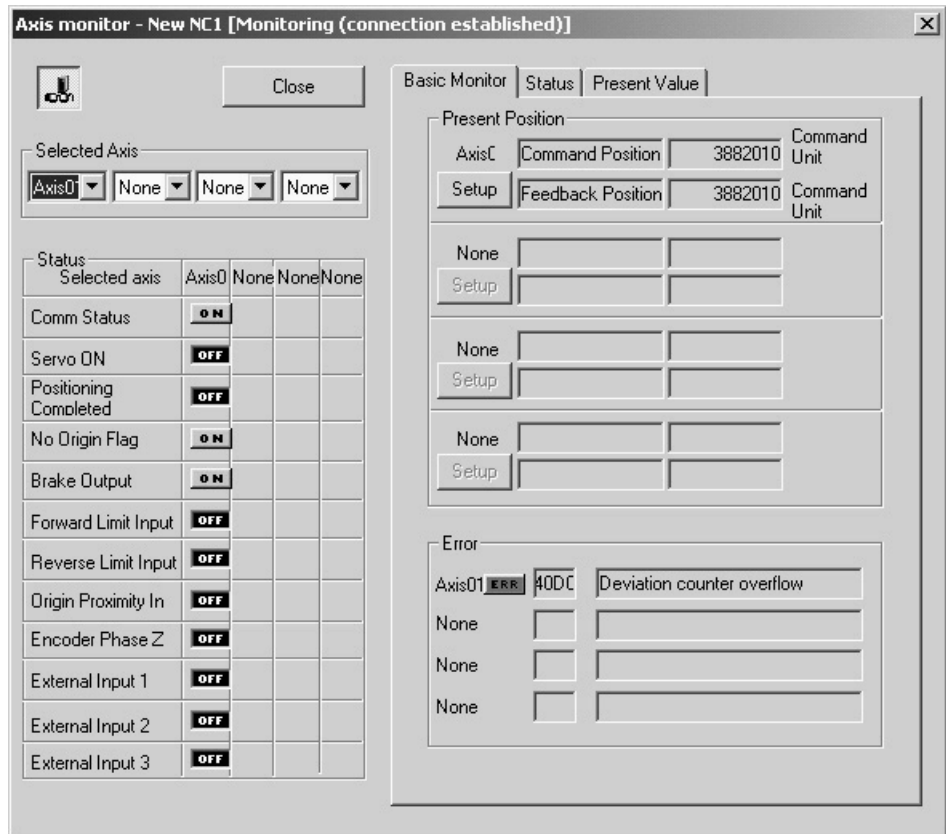 Axis monitor - New NC1 [Monitoring (connection established)]
Close
Selected Axis
Axis01 None None None
Status
Selected axis Axis0 None None None
Comm Status ON
Servo ON OFF
Positioning
Completed OFF
No Origin Flag ON
Brake Output ON
Forward Limit Input OFF
Reverse Limit Input OFF
Origin Proximity In OFF
Encoder Phase Z OFF
External Input 1 OFF
External Input 2 OFF
External Input 3 OFF
Basic Monitor Status Present Value
Present Position
Axis0 Command Position 3882010 Command
Unit
Setup Feedback Position 3882010 Command
Unit
None
Setup
None
Setup
None
Setup
Error
Axis01 ERR 40DC Deviation counter overflow
None
None
None